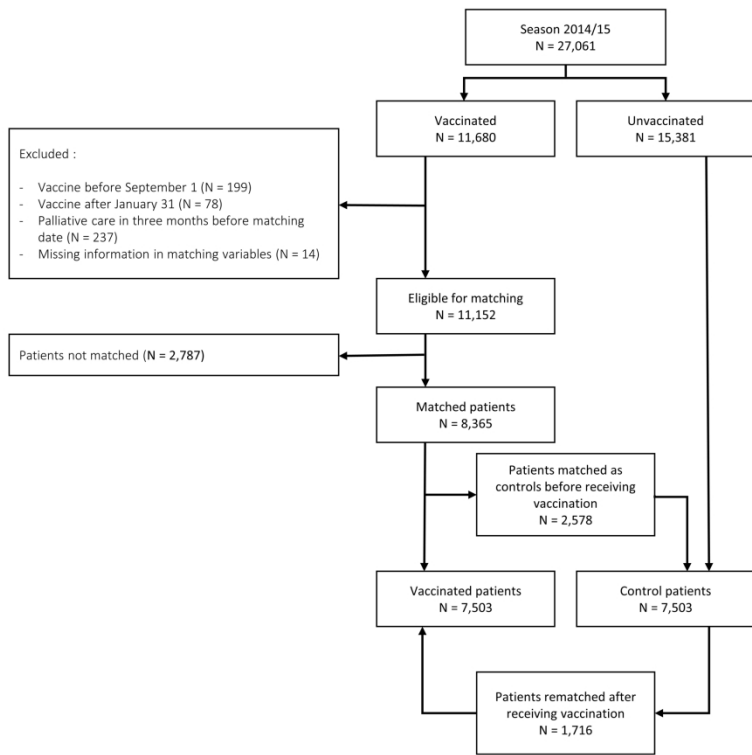 Season 2014/15
N = 27,061
Vaccinated
N = 11,680
Unvaccinated
N = 15,381
Excluded :
- Vaccine before September 1 (N = 199)
- Vaccine after January 31 (N = 78)
- Palliative care in three months before matching
date (N = 237)
- Missing information in matching variables (N = 14)
Eligible for matching
N = 11,152
Patients not matched (N = 2,787)
Matched patients
N = 8,365
Patients matched as
controls before receiving
vaccination
N = 2,578
Vaccinated patients
N = 7,503
Control patients
N = 7,503
Patients rematched after
receiving vaccination
N = 1,716